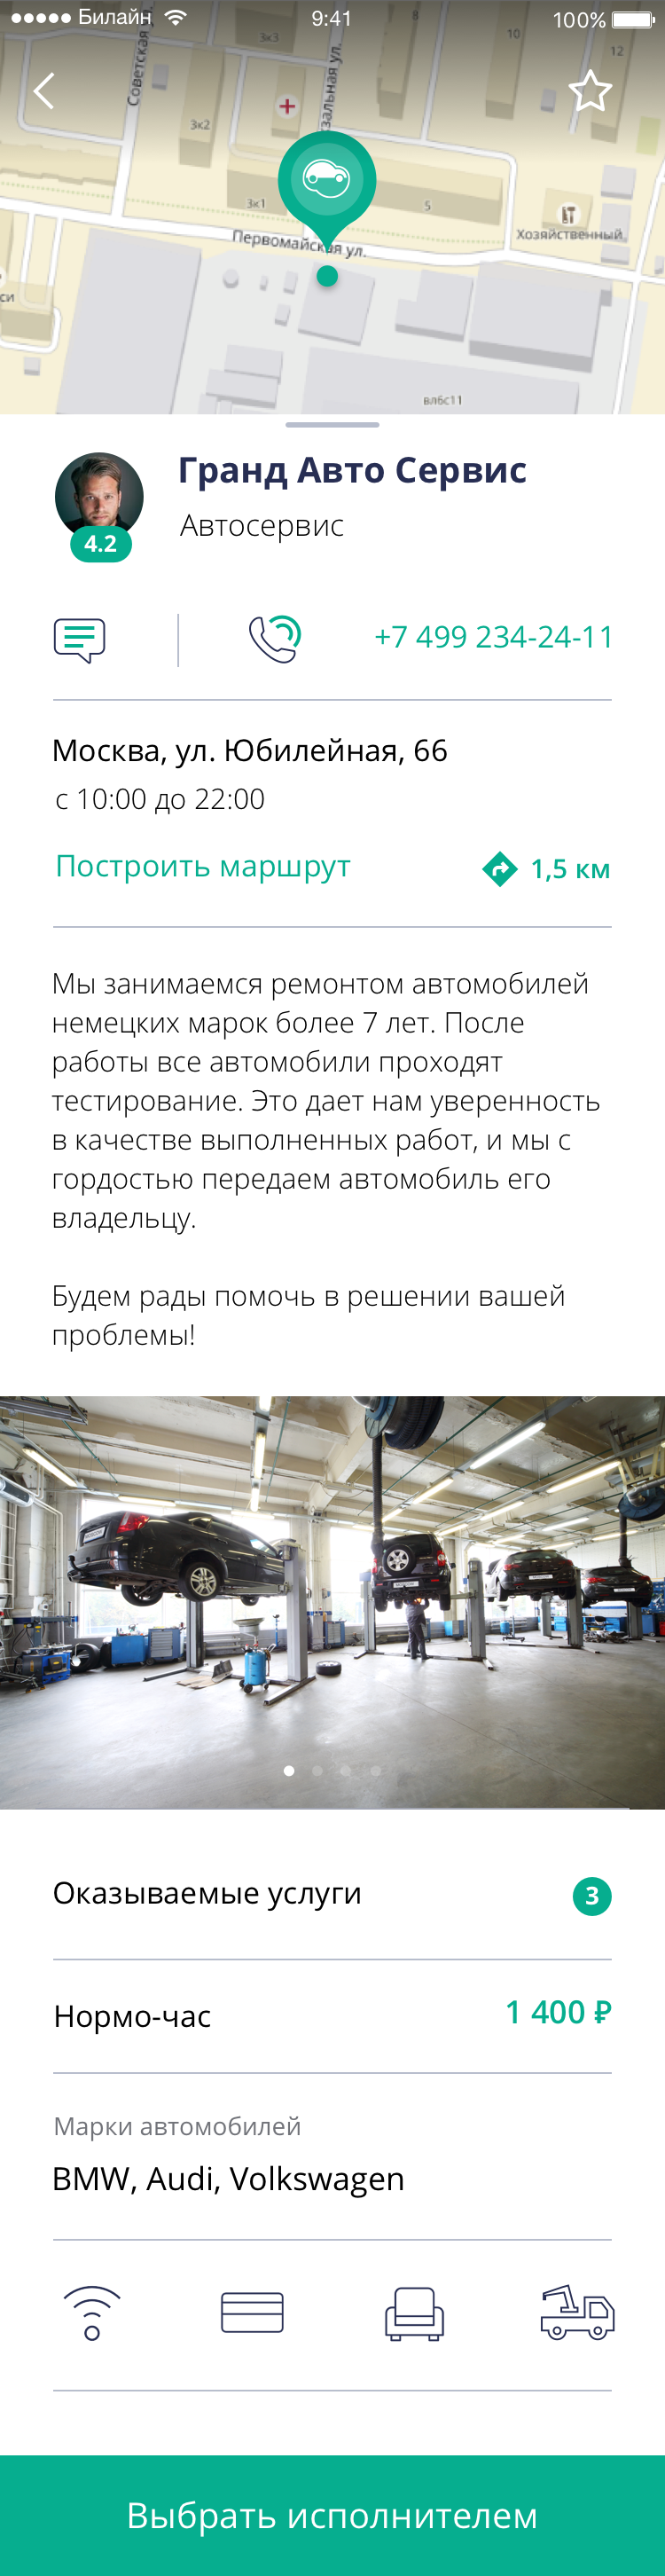 Билайн 9:41 100%
Советская
3к3
8
10
12
3к2
зальная ул.
3к1
5
Хозяйственный
Первомайская ул.
си
вл6с11
Гранд Авто Сервис
4.2
Автосервис
+7 499 234-24-11
Москва, ул. Юбилейная, 66
с 10:00 до 22:00
Построить маршрут 1,5 км
Мы занимаемся ремонтом автомобилей
немецких марок более 7 лет. После
работы все автомобили проходят
тестирование. Это дает нам уверенность
в качестве выполненных работ, и мы с
гордостью передаем автомобиль его
владельцу.
Будем рады помочь в решении вашей
проблемы!
Оказываемые услуги 3
Нормо-час 1 400 ₽
Марки автомобилей
BMW, Audi, Volkswagen
Выбрать исполнителем